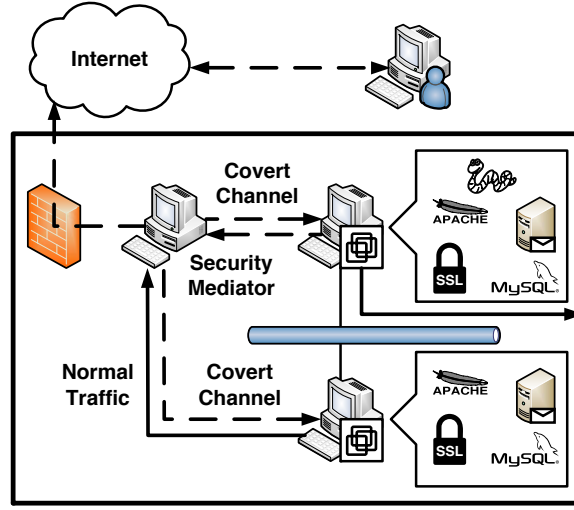 Internet
Covert
Channel
APACHE
SSL
MySQL®
Security
Mediator
Normal
Traffic
Covert
Channel
APACHE
SSL
MySQL®